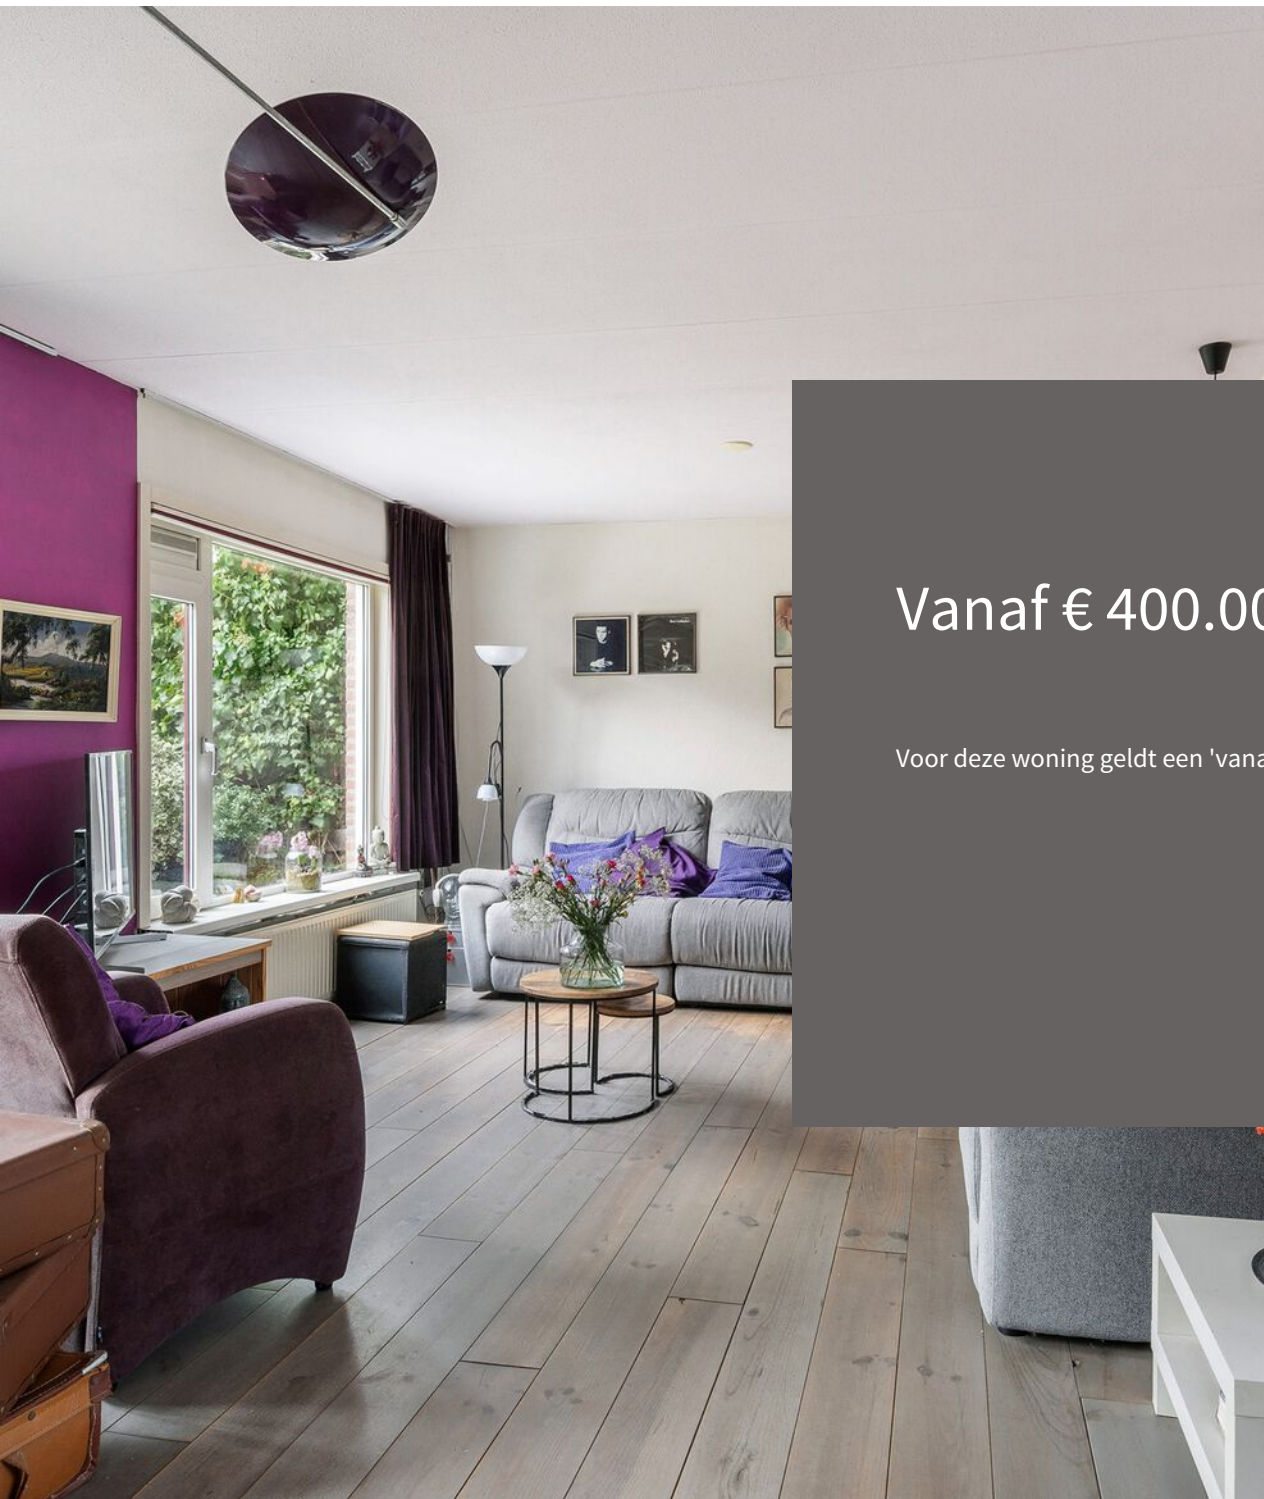 Vanaf € 400.00
Voor deze woning geldt een 'vana